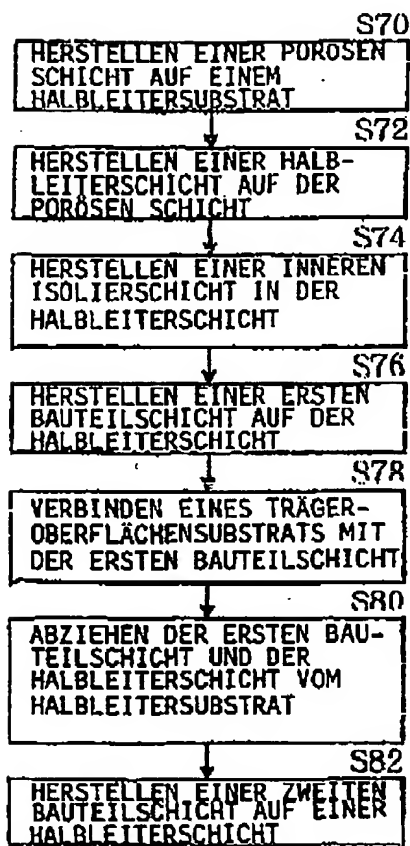 S70
HERSTELLEN EINER PORÖSEN
SCHICHT AUF EINEM
HALBLEITERSUBSTRAT
S72
HERSTELLEN EINER HALB-
LEITERSCHICHT AUF DER
PORÖSEN SCHICHT
S74
HERSTELLEN EINER INNEREN
ISOLIERSCHICHT IN DER
HALBLEITERSCHICHT
S76
HERSTELLEN EINER ERSTEN
BAUTEILSCHICHT AUF DER
HALBLEITERSCHICHT
S78
VERBINDEN EINES TRÄGER-
OBERFLÄCHENSUBSTRATS MIT
DER ERSTEN BAUTEILSCHICHT
S80
ABZIEHEN DER ERSTEN BAU-
TEILSCHICHT UND DER
HALBLEITERSCHICHT VOM
HALBLEITERSUBSTRAT
S82
HERSTELLEN EINER ZWEITEN
BAUTEILSCHICHT AUF EINER
HALBLEITERSCHICHT